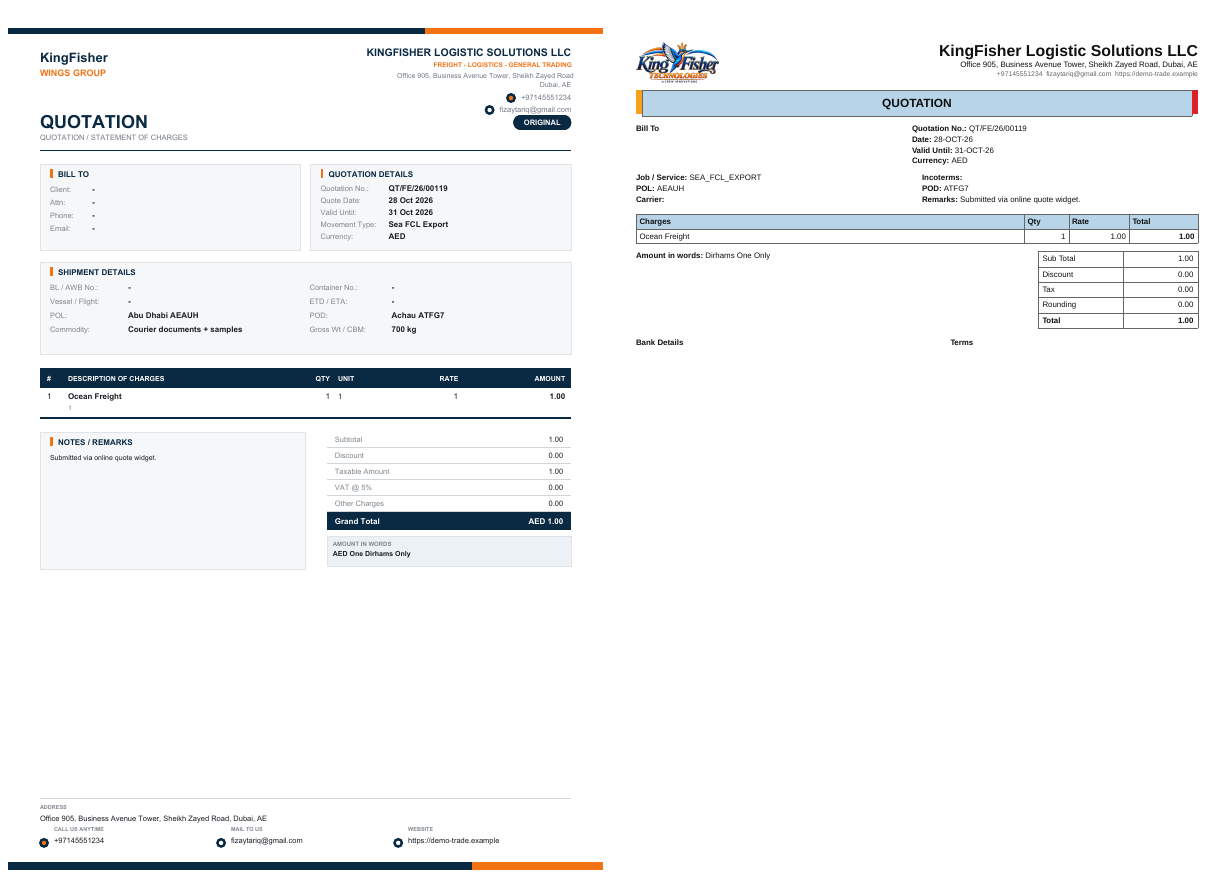 KingFisher
WINGS GROUP
KINGFISHER LOGISTIC SOLUTIONS LLC
FREIGHT - LOGISTICS - GENERAL TRADING
Office 905, Business Avenue Tower, Sheikh Zayed Road
Dubai, AE
+97145551234
fizaytariq@gmail.com
QUOTATION
ORIGINAL
QUOTATION / STATEMENT OF CHARGES
BILL TO
Client: -
Attn: -
Phone: -
Email: -
QUOTATION DETAILS
Quotation No.: QT/FE/26/00119
Quote Date: 28 Oct 2026
Valid Until: 31 Oct 2026
Movement Type: Sea FCL Export
Currency: AED
SHIPMENT DETAILS
BL / AWB No.: - Container No.: -
Vessel / Flight: - ETD / ETA: -
POL: Abu Dhabi AEAUH POD: Achau ATFG7
Commodity: Courier documents + samples Gross Wt / CBM: 700 kg
# DESCRIPTION OF CHARGES QTY UNIT RATE AMOUNT
1 Ocean Freight 1 1 1 1.00
1
NOTES / REMARKS
Submitted via online quote widget.
Subtotal 1.00
Discount 0.00
Taxable Amount 1.00
VAT @ 5% 0.00
Other Charges 0.00
Grand Total AED 1.00
AMOUNT IN WORDS
AED One Dirhams Only
ADDRESS
Office 905, Business Avenue Tower, Sheikh Zayed Road, Dubai, AE
CALL US ANYTIME MAIL TO US WEBSITE
+97145551234 fizaytariq@gmail.com https://demo-trade.example
King Fisher
TECHNOLOGIES
KingFisher Logistic Solutions LLC
Office 905, Business Avenue Tower, Sheikh Zayed Road, Dubai, AE
+97145551234 fizaytariq@gmail.com https://demo-trade.example
QUOTATION
Bill To
Quotation No.: QT/FE/26/00119
Date: 28-OCT-26
Valid Until: 31-OCT-26
Currency: AED
Job / Service: SEA_FCL_EXPORT Incoterms:
POL: AEAUH POD: ATFG7
Carrier: Remarks: Submitted via online quote widget.
Charges Qty Rate Total
Ocean Freight 1 1.00 1.00
Amount in words: Dirhams One Only
Sub Total 1.00
Discount 0.00
Tax 0.00
Rounding 0.00
Total 1.00
Bank Details Terms